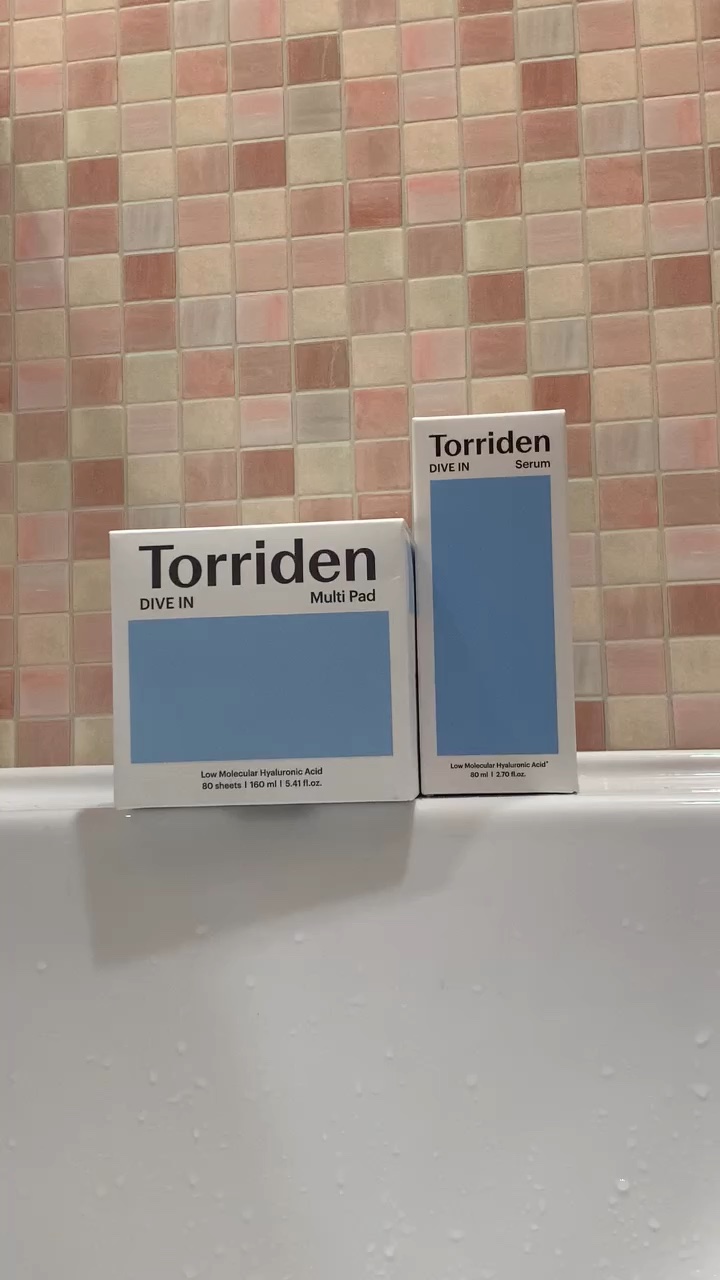 Torriden
DIVE IN Multi Pad
Low Molecular Hyaluronic Acid
80 sheets | 160 ml | 5.41 fl.oz.
Torriden
DIVE IN Serum
Low Molecular Hyaluronic Acid*
80 ml | 2.70 fl.oz.